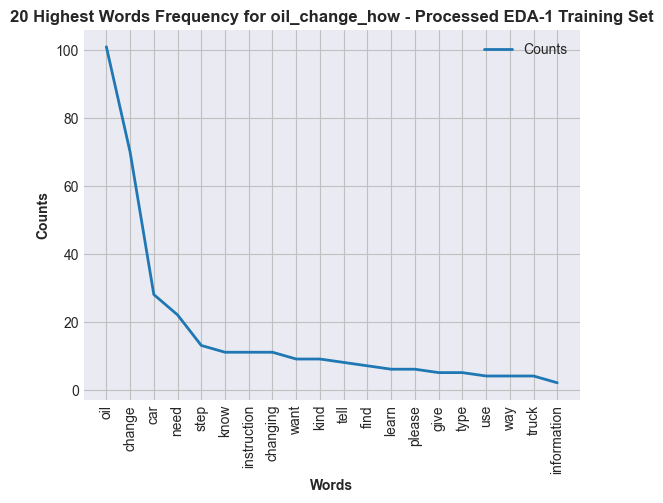 20 Highest Words Frequency for oil_change_how - Processed EDA-1 Training Set
Counts
100
80
60
40
20
0
Counts
oil
change
car
need
step
know
instruction
changing
want
kind
tell
find
learn
please
give
type
use
way
truck
information
Words